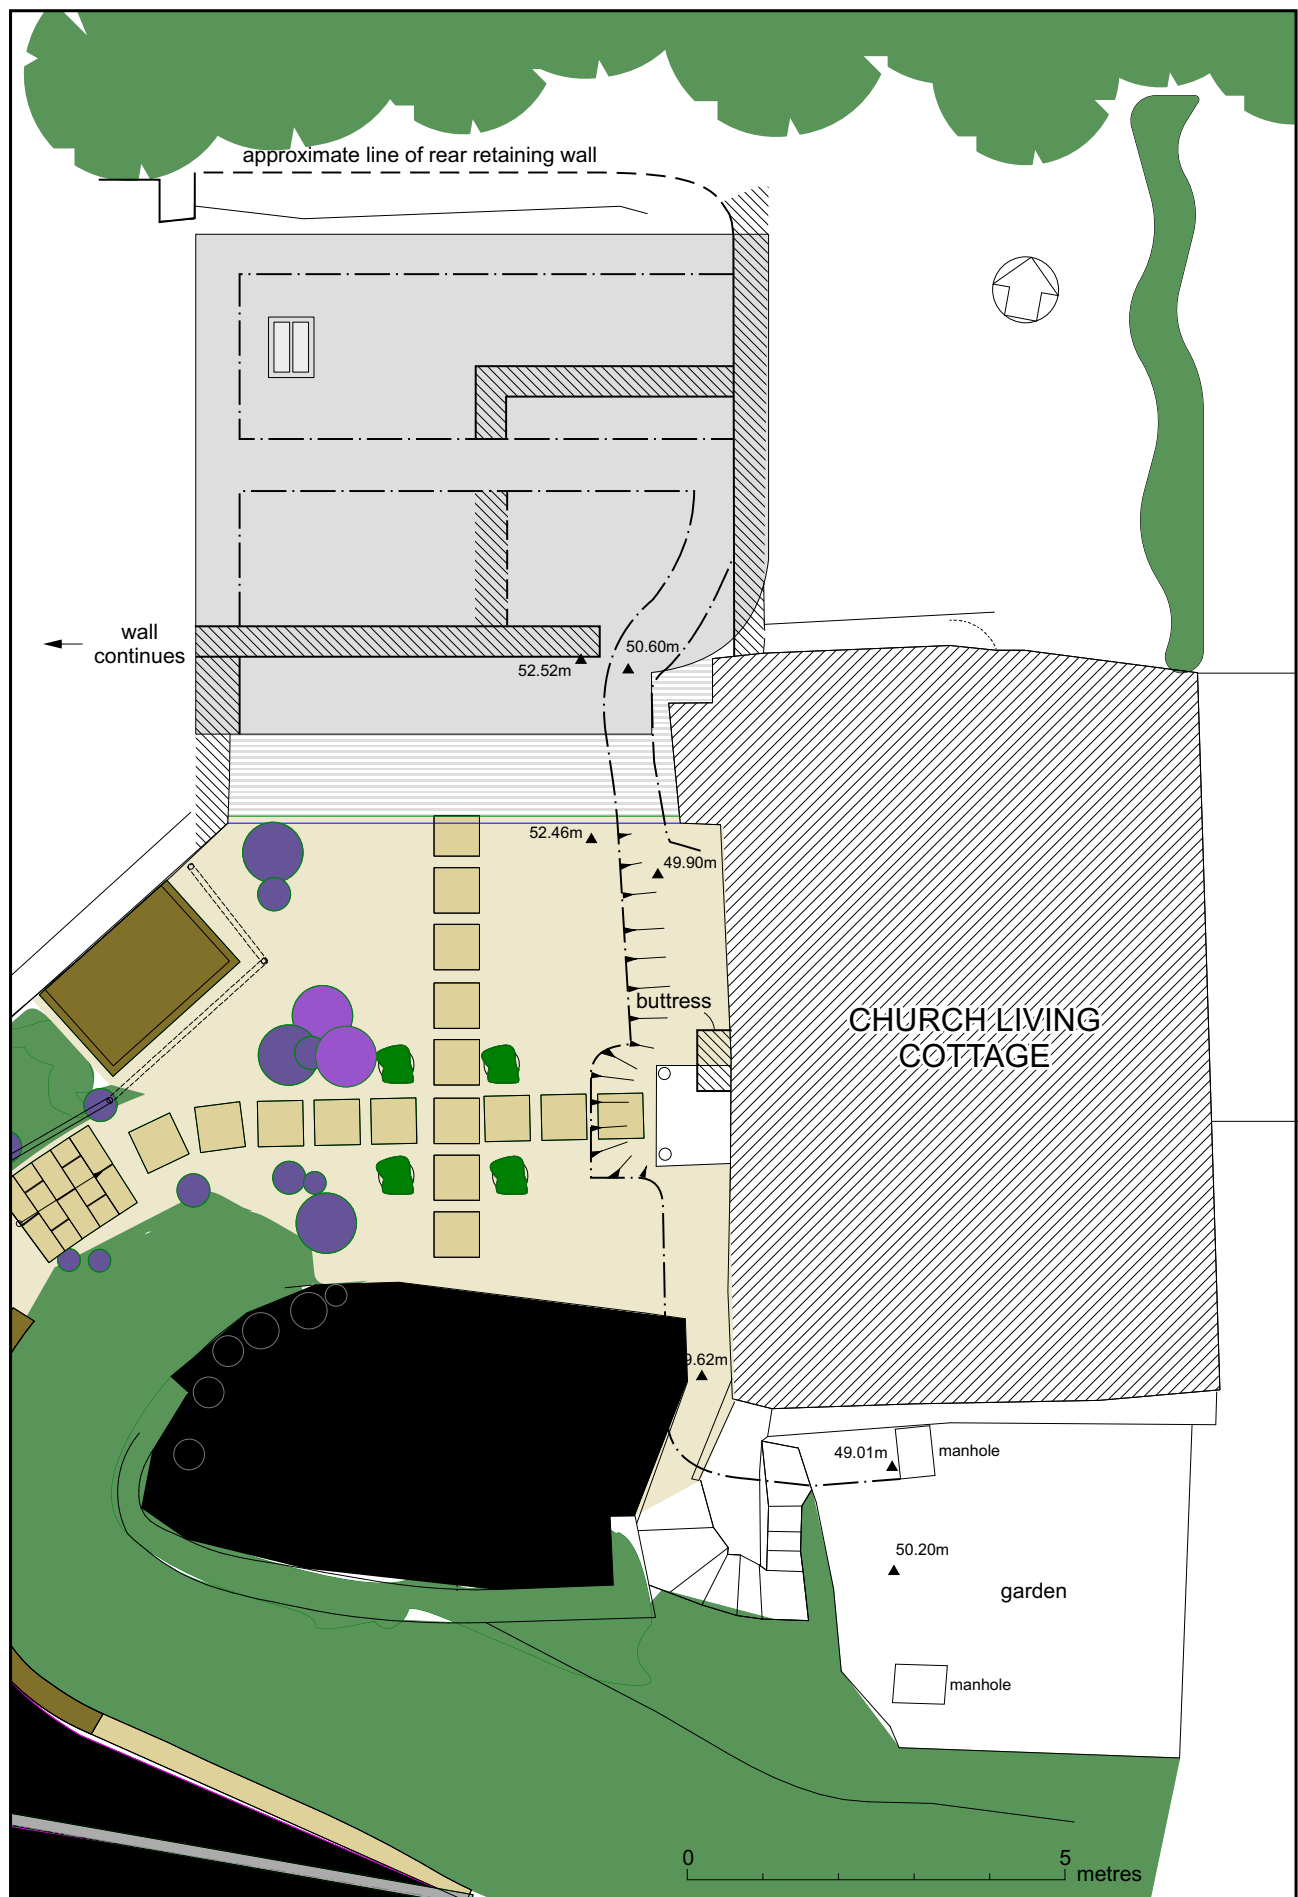 approximate line of rear retaining wall
wall
continues
50.60m
52.52m
52.46m
49.90m
buttress
CHURCH LIVING
COTTAGE
9.62m
49.01m
manhole
50.20m
garden
manhole
0 5
metres